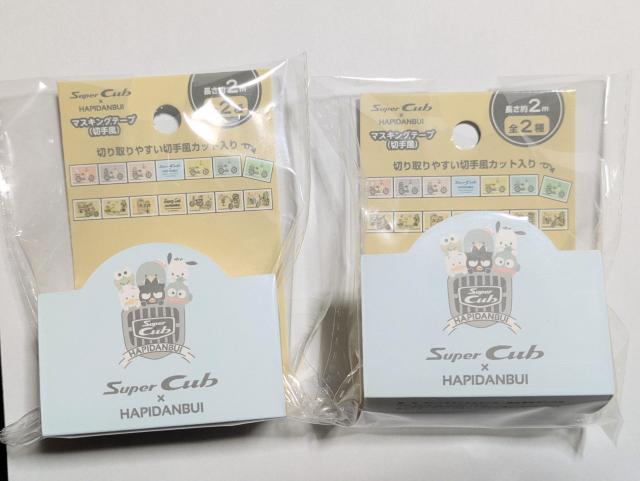 Super Cub
×
HAPIDANBUI
マスキングテープ
(切手風)
長さ約2m
切り取りやすい切手風カット入り
Super
Cub
HAPIDANBUI
Super Cub
×
HAPIDANBUI
Super Cub
×
HAPIDANBUI
マスキングテープ
(切手風)
長さ約2m
全2種
切り取りやすい切手風カット入り
Super
Cub
HAPIDANBUI
Super Cub
×
HAPIDANBUI